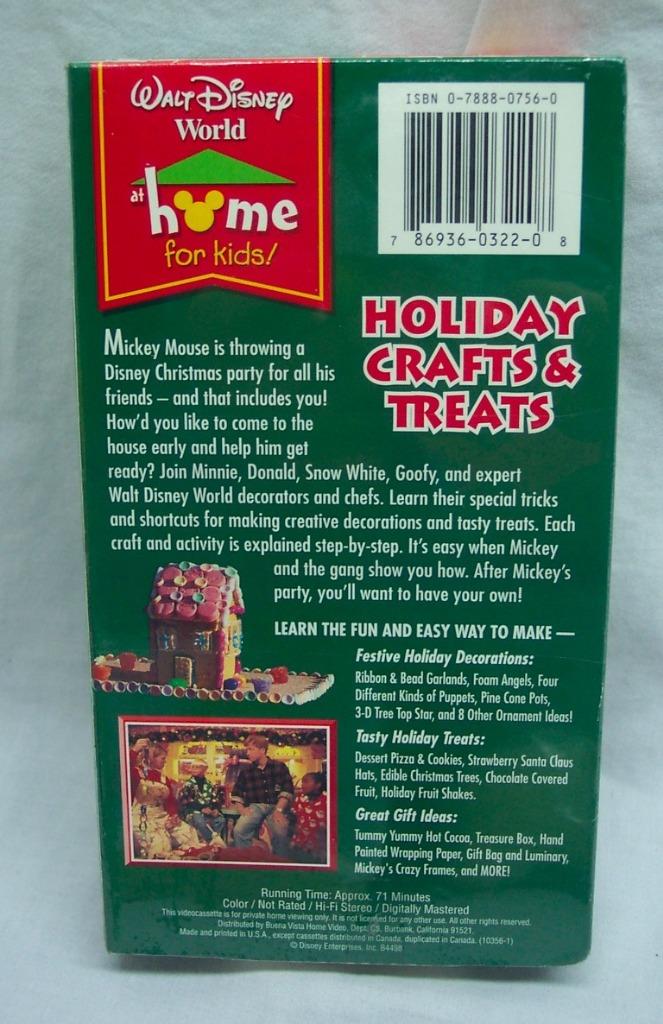 Walt Disney
World
at home
for kids!
ISBN 0-7888-0756-0
7 86936-0322-0 8
HOLIDAY
CRAFTS &
TREATS
Mickey Mouse is throwing a
Disney Christmas party for all his
friends – and that includes you!
How'd you like to come to the
house early and help him get
ready? Join Minnie, Donald, Snow White, Goofy, and expert
Walt Disney World decorators and chefs. Learn their special tricks
and shortcuts for making creative decorations and tasty treats. Each
craft and activity is explained step-by-step. It's easy when Mickey
and the gang show you how. After Mickey's
party, you'll want to have your own!
LEARN THE FUN AND EASY WAY TO MAKE —
Festive Holiday Decorations:
Ribbon & Bead Garlands, Foam Angels, Four
Different Kinds of Puppets, Pine Cone Pots,
3-D Tree Top Star, and 8 Other Ornament Ideas!
Tasty Holiday Treats:
Dessert Pizza & Cookies, Strawberry Santa Claus
Hats, Edible Christmas Trees, Chocolate Covered
Fruit, Holiday Fruit Shakes.
Great Gift Ideas:
Tummy Yummy Hot Cocoa, Treasure Box, Hand
Painted Wrapping Paper, Gift Bag and Luminary,
Mickey's Crazy Frames, and MORE!
Running Time: Approx. 71 Minutes
Color / Not Rated / Hi-Fi Stereo / Digitally Mastered
This videocassette is for private home viewing only. It is not licensed for any other use. All other rights reserved.
Distributed by Buena Vista Home Video, Dept. CS, Burbank, California 91521.
Made and printed in U.S.A., except cassettes distributed in Canada, duplicated in Canada. (10356-1)
© Disney Enterprises, Inc. 84498